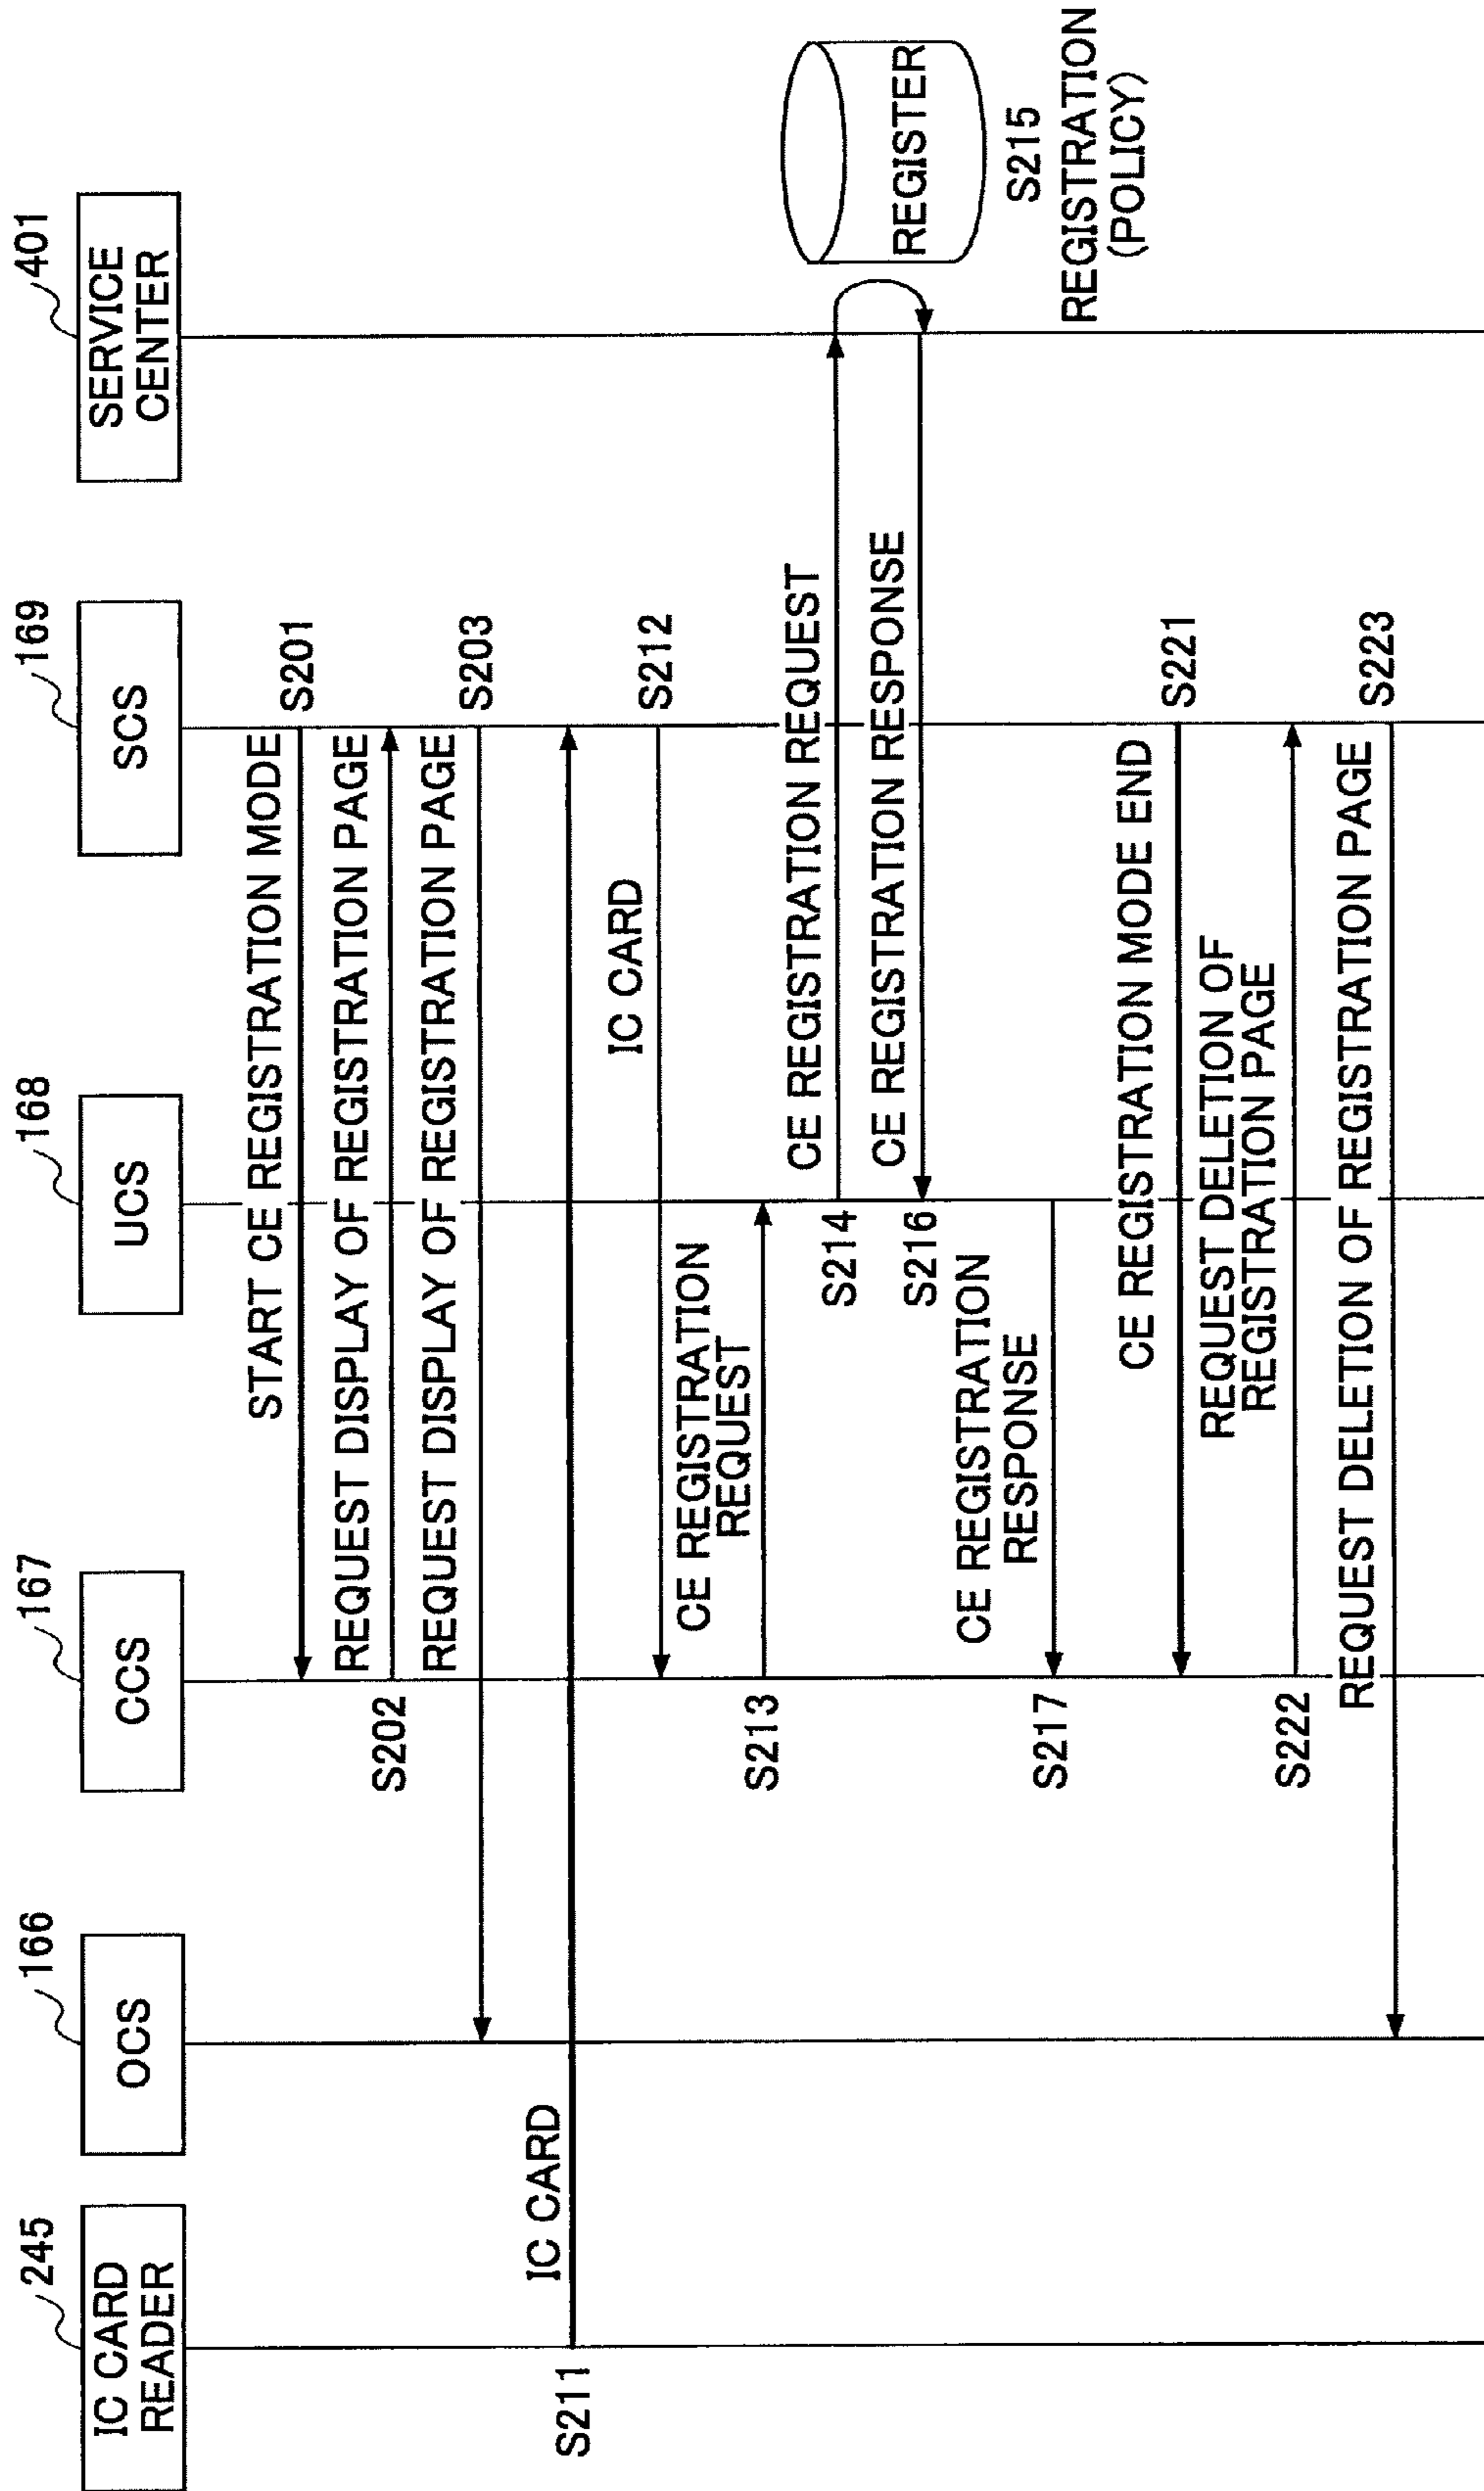 IC CARD
READER
245
OCS
166
CCS
167
UCS
168
SCS
169
SERVICE
CENTER
401
START CE REGISTRATION MODE
S201
REQUEST DISPLAY OF REGISTRATION PAGE
S202
REQUEST DISPLAY OF REGISTRATION PAGE
S203
S211
IC CARD
IC CARD
S212
CE REGISTRATION
REQUEST
S213
CE REGISTRATION REQUEST
S214
REGISTER
S215
REGISTRATION
(POLICY)
CE REGISTRATION RESPONSE
S216
CE REGISTRATION
RESPONSE
S217
CE REGISTRATION MODE END
S221
REQUEST DELETION OF
REGISTRATION PAGE
S222
REQUEST DELETION OF REGISTRATION PAGE
S223